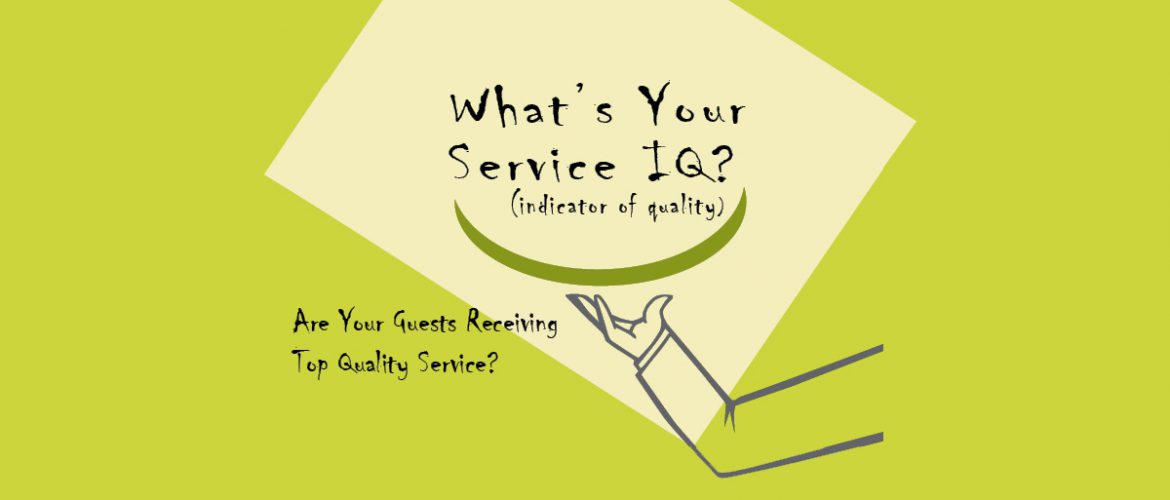 What's Your
Service IQ?
(indicator of quality)
Are Your Guests Receiving
Top Quality Service?